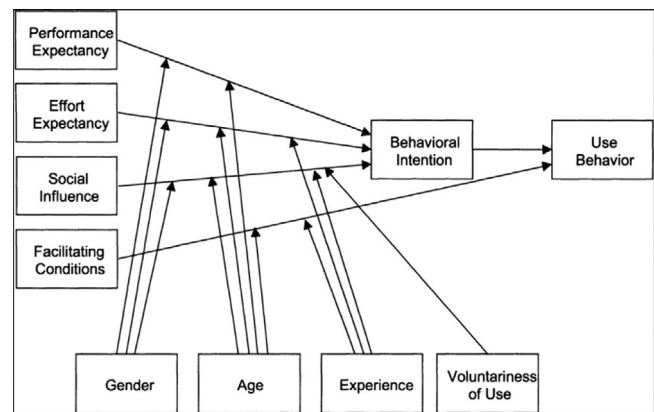 Performance
Expectancy
Effort
Expectancy
Social
Influence
Facilitating
Conditions
Behavioral
Intention
Use
Behavior
Gender
Age
Experience
Voluntariness
of Use